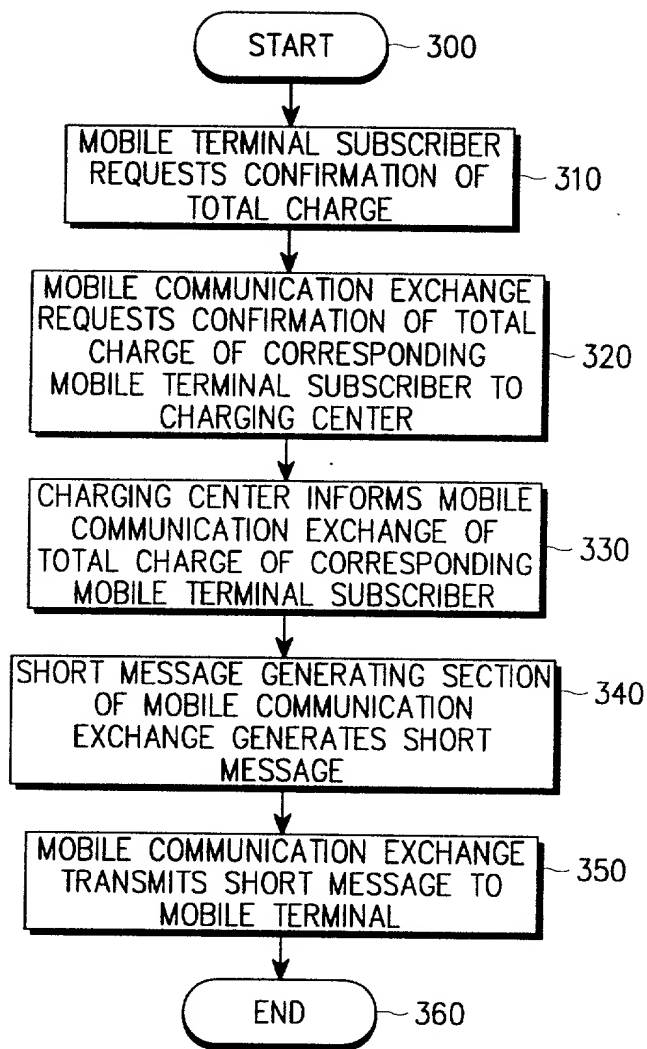 START
300
MOBILE TERMINAL SUBSCRIBER
REQUESTS CONFIRMATION OF
TOTAL CHARGE
310
MOBILE COMMUNICATION EXCHANGE
REQUESTS CONFIRMATION OF TOTAL
CHARGE OF CORRESPONDING
MOBILE TERMINAL SUBSCRIBER TO
CHARGING CENTER
320
CHARGING CENTER INFORMS MOBILE
COMMUNICATION EXCHANGE OF
TOTAL CHARGE OF CORRESPONDING
MOBILE TERMINAL SUBSCRIBER
330
SHORT MESSAGE GENERATING SECTION
OF MOBILE COMMUNICATION
EXCHANGE GENERATES SHORT
MESSAGE
340
MOBILE COMMUNICATION EXCHANGE
TRANSMITS SHORT MESSAGE TO
MOBILE TERMINAL
350
END
360